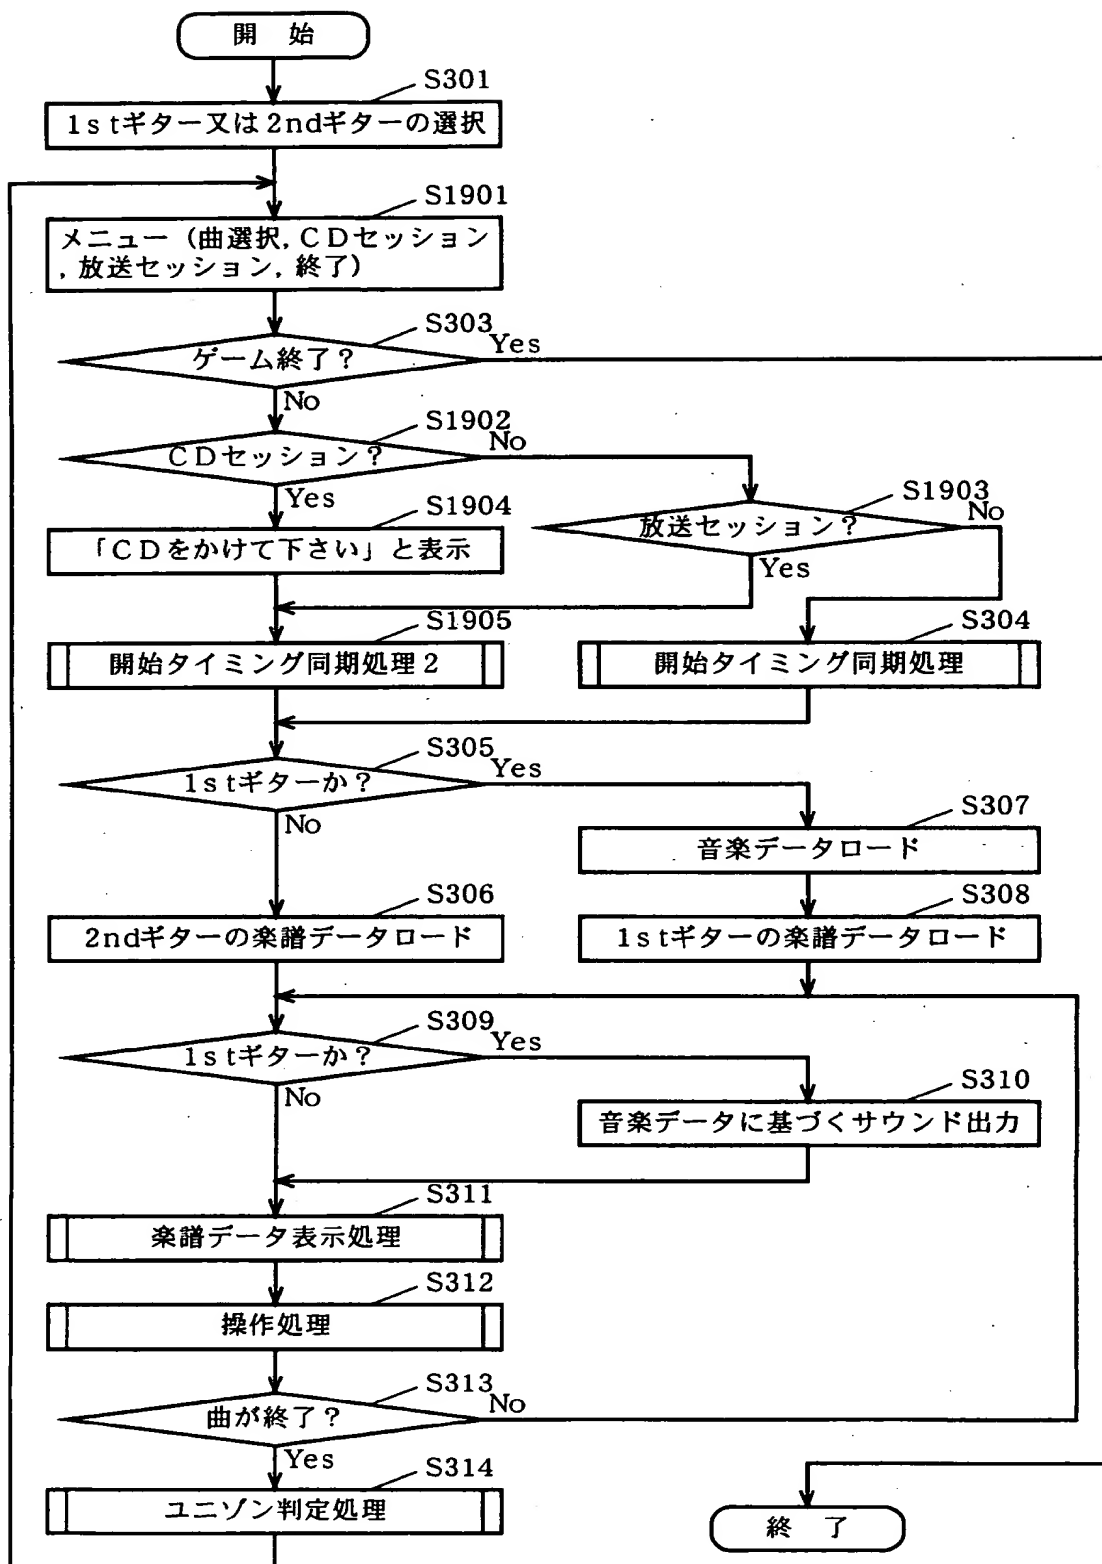 開 始
S301
1stギター又は2ndギターの選択
S1901
メニュー（曲選択,CDセッション
,放送セッション,終了）
S303
ゲーム終了？
Yes
No
S1902
CDセッション？
No
Yes
S1903
放送セッション？
No
Yes
S1904
「CDをかけて下さい」と表示
S1905
開始タイミング同期処理2
S304
開始タイミング同期処理
S305
1stギターか？
Yes
No
S307
音楽データロード
S306
2ndギターの楽譜データロード
S308
1stギターの楽譜データロード
S309
1stギターか？
Yes
No
S310
音楽データに基づくサウンド出力
S311
楽譜データ表示処理
S312
操作処理
S313
曲が終了？
No
Yes
S314
ユニゾン判定処理
終 了